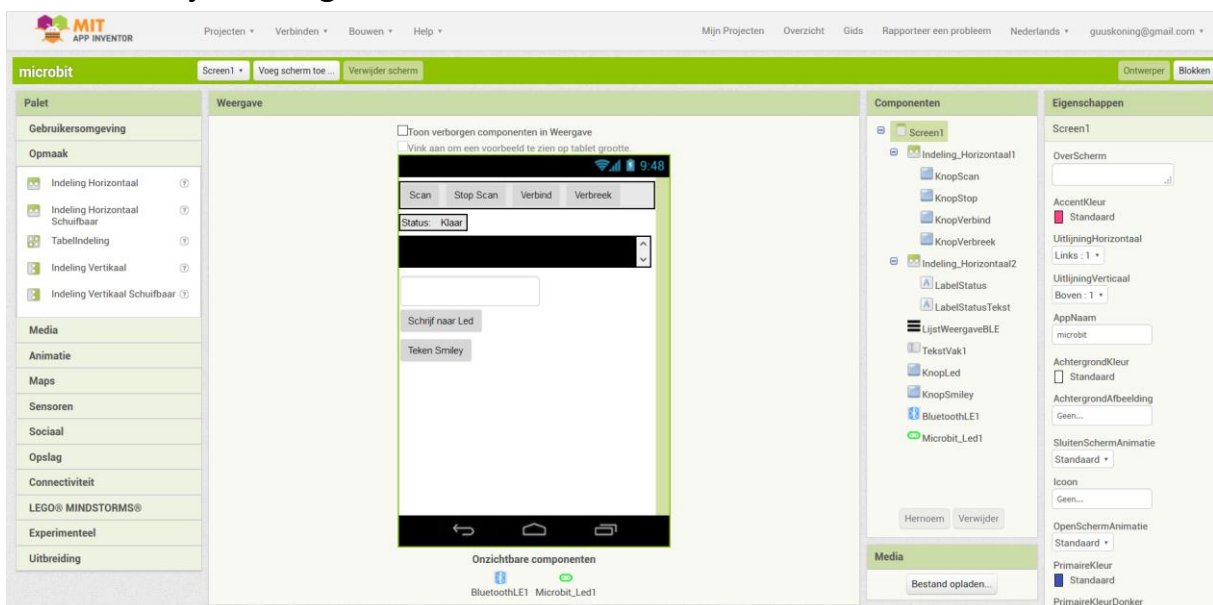 MIT
APP INVENTOR
Projecten
Verbinden
Bouwen
Help
Mijn Projecten
Overzicht
Gids
Rapporteer een probleem
Nederlands
guuskoning@gmail.com
microbit
Screen1
Voeg scherm toe ...
Verwijder scherm
Ontwerper
Blokken
Palet
Gebruikersomgeving
Opmaak
Indeling Horizontaal
Indeling Horizontaal
Schuifbaar
TabelIndeling
Indeling Vertikaal
Indeling Vertikaal Schuifbaar
Media
Animatie
Maps
Sensoren
Sociaal
Opslag
Connectiviteit
LEGO® MINDSTORMS®
Experimenteel
Uitbreiding
Weergave
Toon verborgen componenten in Weergave
Vink aan om een voorbeeld te zien op tablet grootte.
9:48
Scan
Stop Scan
Verbind
Verbreek
Status: Klaar
Schrijf naar Led
Teken Smiley
Onzichtbare componenten
BluetoothLE1
Microbit_Led1
Componenten
Screen1
Indeling_Horizontaal1
KnopScan
KnopStop
KnopVerbind
KnopVerbreek
Indeling_Horizontaal2
LabelStatus
LabelStatusTekst
LijstWeergaveBLE
TekstVak1
KnopLed
KnopSmiley
BluetoothLE1
Microbit_Led1
Hernoem
Verwijder
Media
Bestand opladen...
Eigenschappen
Screen1
OverScherm
AccentKleur
Standaard
UitlijningHorizontaal
Links : 1
UitlijningVerticaal
Boven : 1
AppNaam
microbit
AchtergrondKleur
Standaard
AchtergrondAfbeelding
Geen...
SluitenSchermAnimatie
Standaard
Icoon
Geen...
OpenSchermAnimatie
Standaard
PrimaireKleur
Standaard
PrimaireKleurDonker